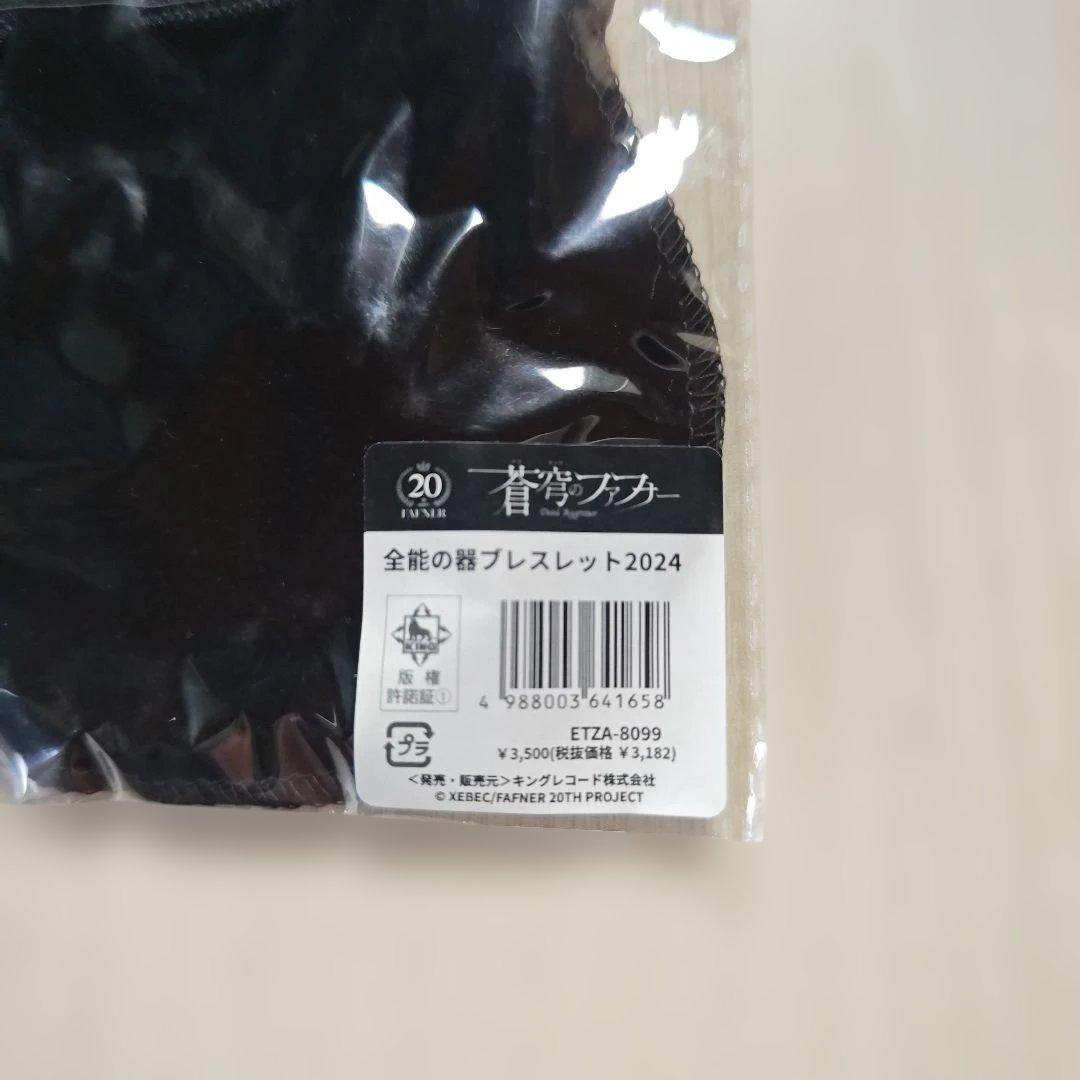 20
FAFNER
蒼穹のファフナー
Dead Aggressor
全能の器ブレスレット2024
KING
版権
許諾証①
4 988003 641658
ETZA-8099
プラ
¥3,500(税抜価格 ¥3,182)
<発売・販売元>キングレコード株式会社
© XEBEC/FAFNER 20TH PROJECT